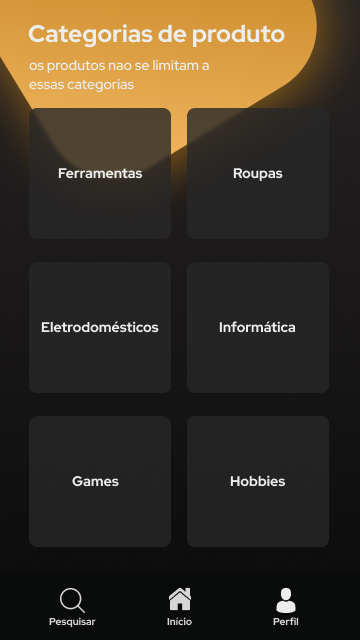 Categorias de produto
os produtos nao se limitam a
essas categorias
Ferramentas
Roupas
Eletrodomésticos
Informática
Games
Hobbies
Pesquisar
Início
Perfil